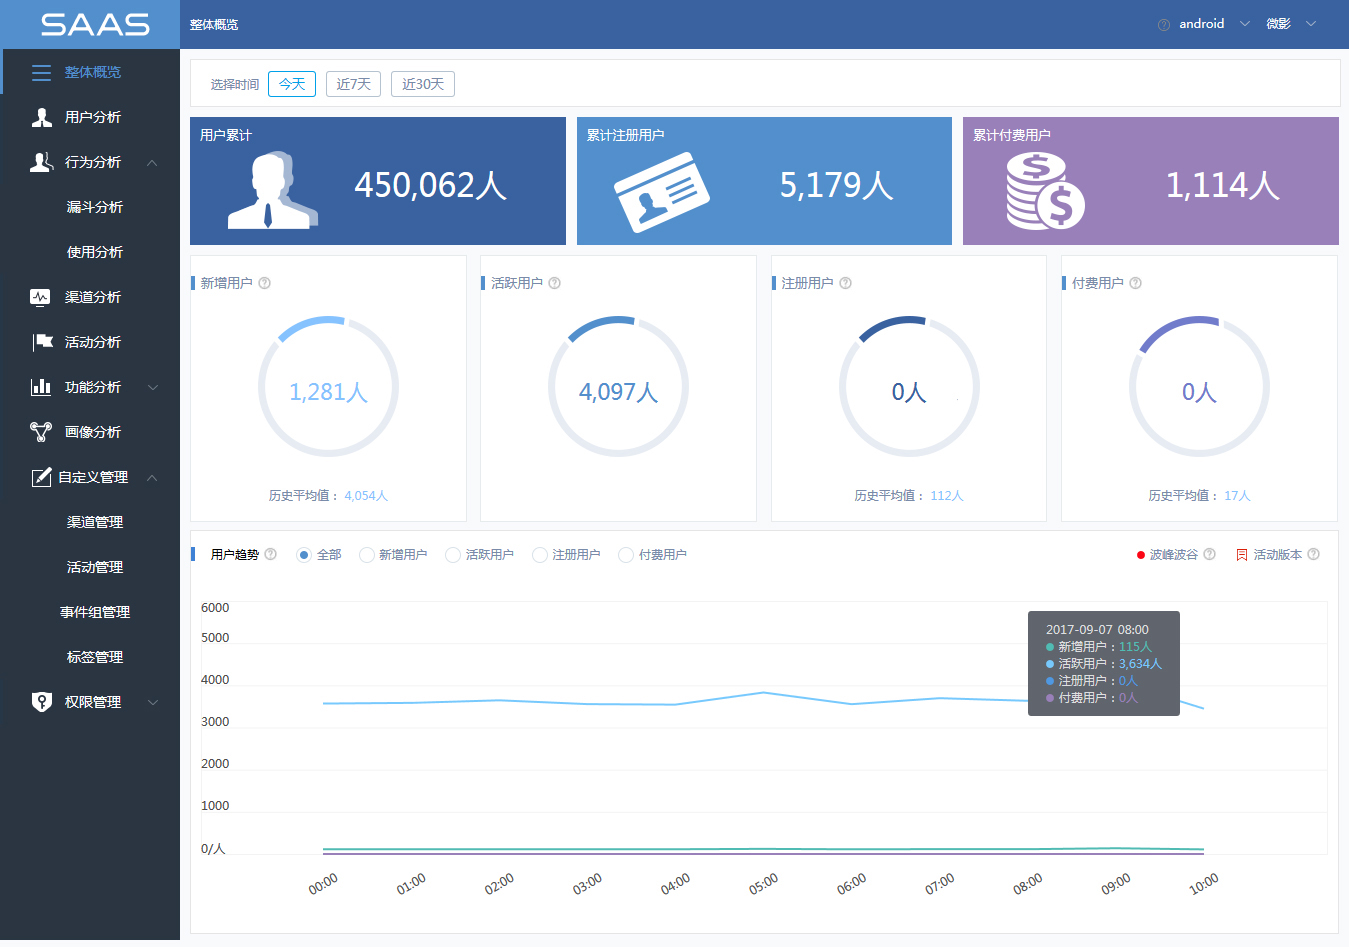 SAAS
整体概览
android
微影
整体概览
用户分析
行为分析
漏斗分析
使用分析
渠道分析
活动分析
功能分析
画像分析
自定义管理
渠道管理
活动管理
事件组管理
标签管理
权限管理
选择时间 今天 近7天 近30天
用户累计
450,062人
累计注册用户
5,179人
累计付费用户
1,114人
新增用户 ?
1,281人
历史平均值： 4,054人
活跃用户 ?
4,097人
注册用户 ?
0人
历史平均值： 112人
付费用户 ?
0人
历史平均值： 17人
用户趋势 ? 全部 新增用户 活跃用户 注册用户 付费用户
波峰波谷 ? 活动版本 ?
6000
5000
4000
3000
2000
1000
0/人
2017-09-07 08:00
新增用户：115人
活跃用户：3,634人
注册用户：0人
付费用户：0人
00:00 01:00 02:00 03:00 04:00 05:00 06:00 07:00 08:00 09:00 10:00